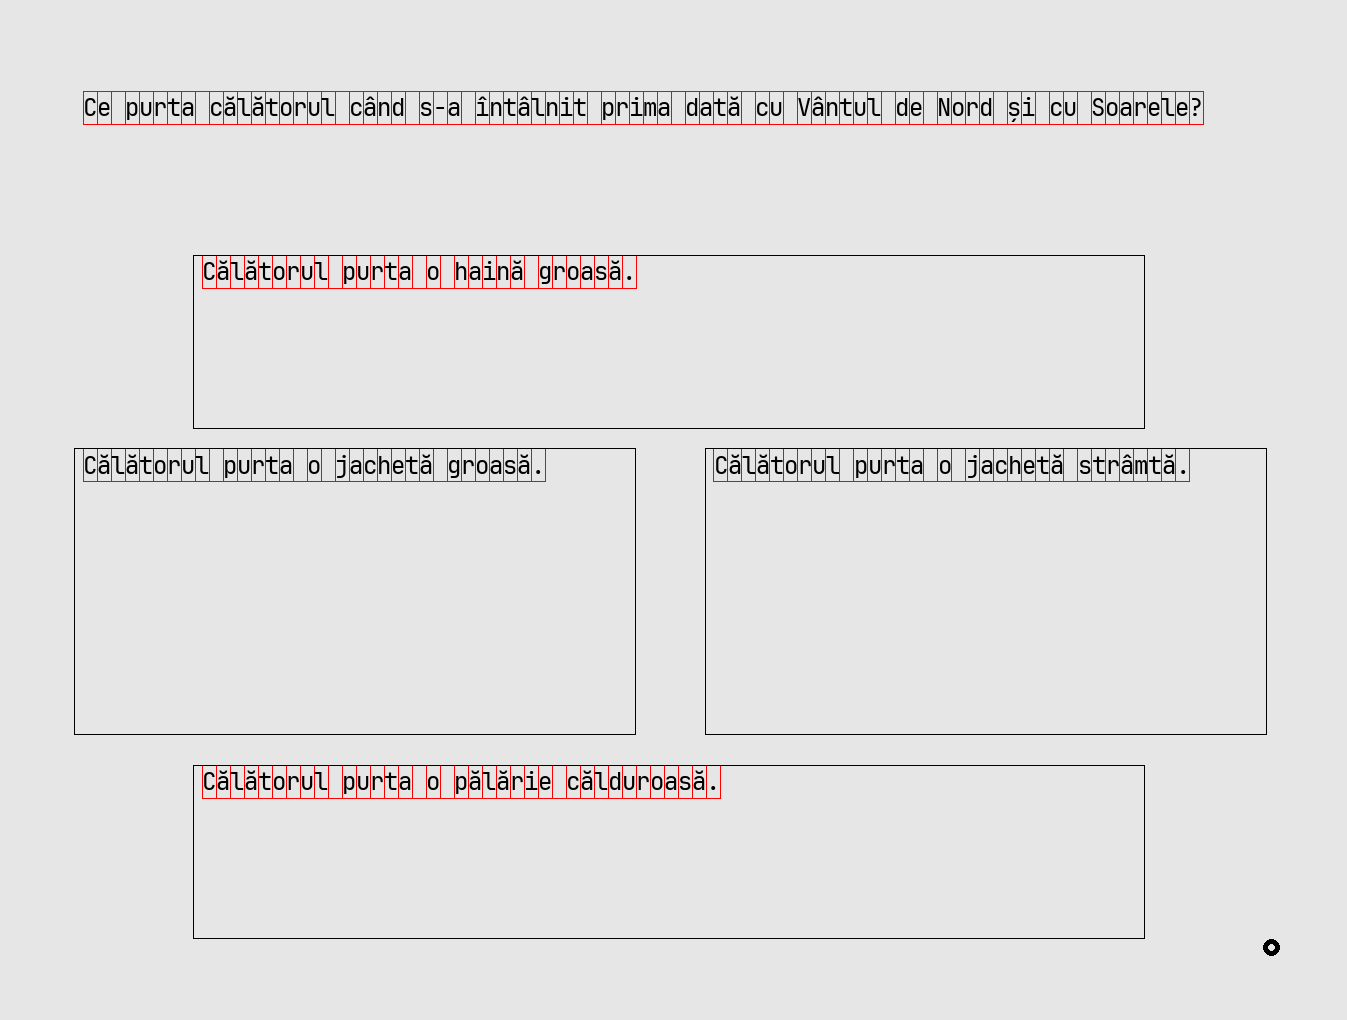 Ce purta călătorul când s-a întâlnit prima dată cu Vântul de Nord și cu Soarele?
Călătorul purta o haină groasă.
Călătorul purta o jachetă groasă.
Călătorul purta o jachetă strâmtă.
Călătorul purta o pălărie călduroasă.